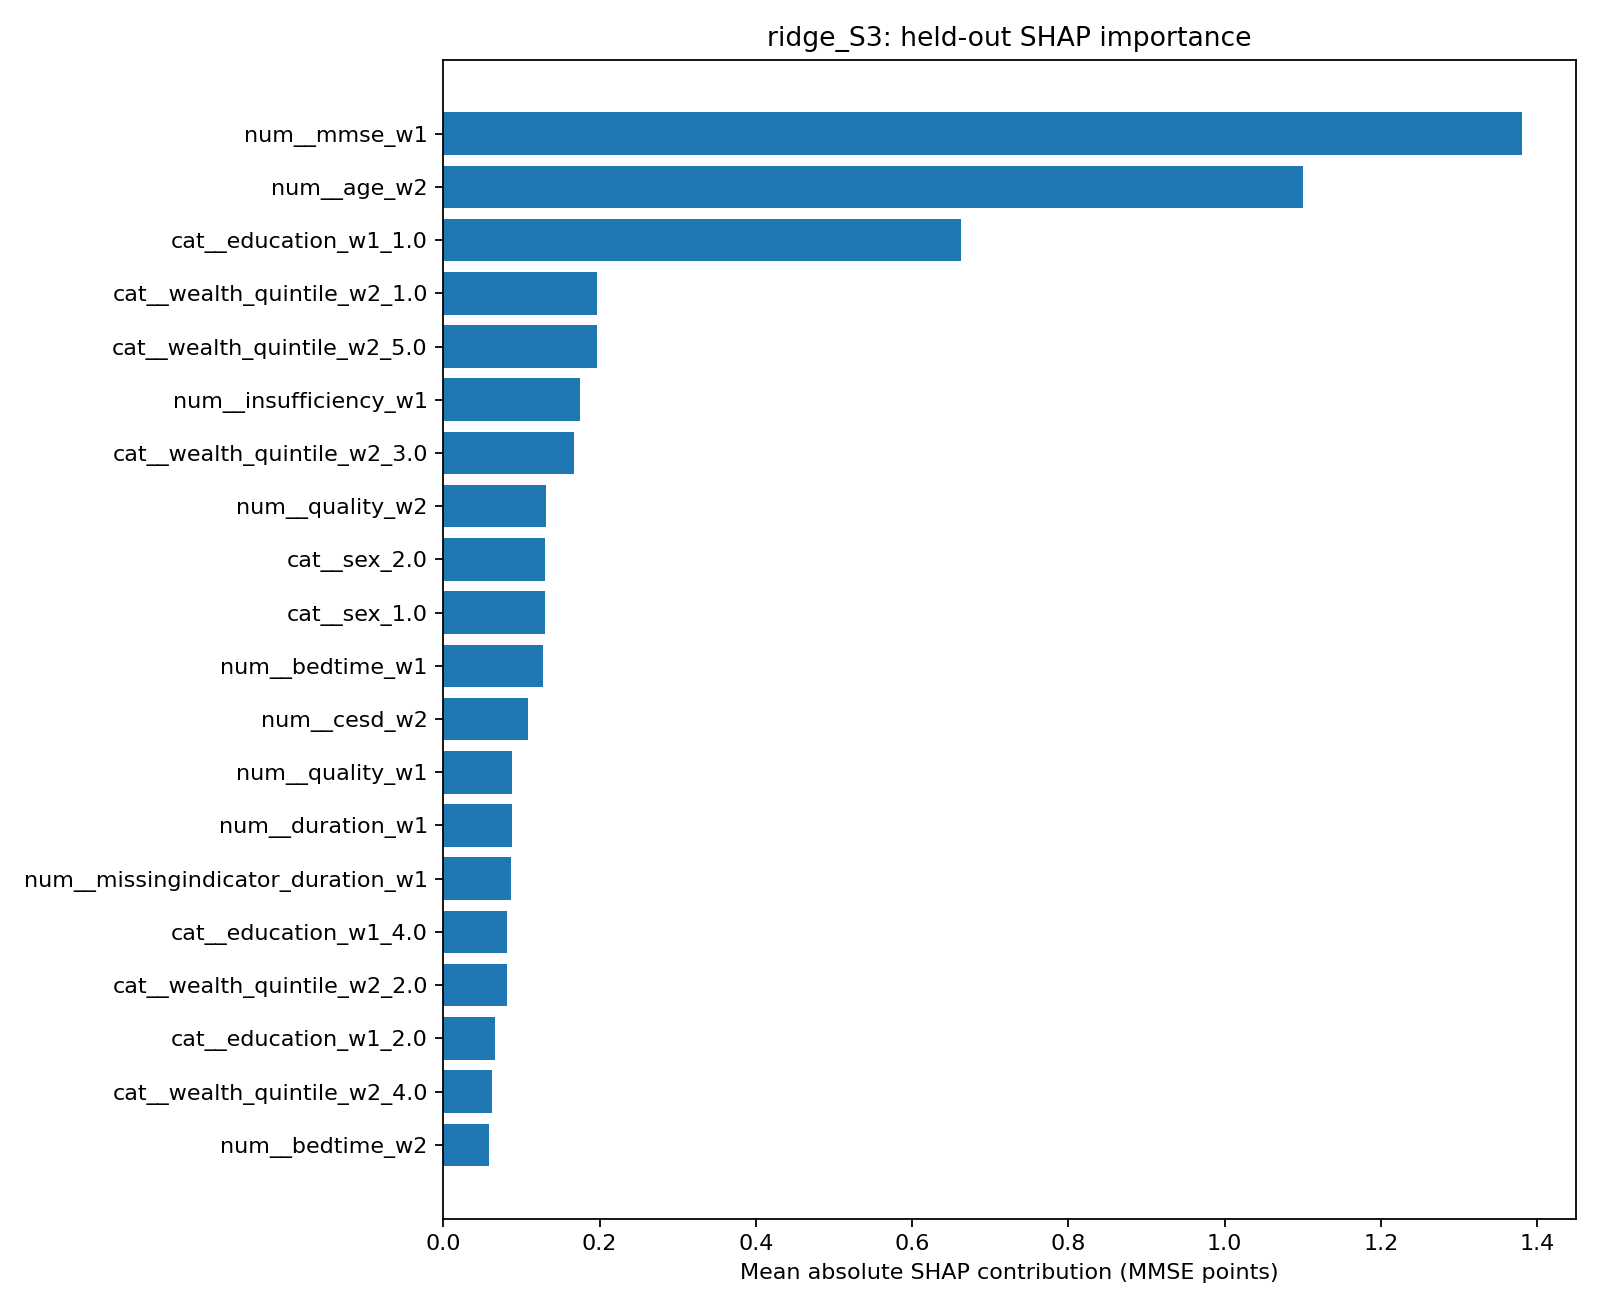 ridge_S3: held-out SHAP importance
num__mmse_w1
num__age_w2
cat__education_w1_1.0
cat__wealth_quintile_w2_1.0
cat__wealth_quintile_w2_5.0
num__insufficiency_w1
cat__wealth_quintile_w2_3.0
num__quality_w2
cat__sex_2.0
cat__sex_1.0
num__bedtime_w1
num__cesd_w2
num__quality_w1
num__duration_w1
num__missingindicator_duration_w1
cat__education_w1_4.0
cat__wealth_quintile_w2_2.0
cat__education_w1_2.0
cat__wealth_quintile_w2_4.0
num__bedtime_w2
0.0 0.2 0.4 0.6 0.8 1.0 1.2 1.4
Mean absolute SHAP contribution (MMSE points)